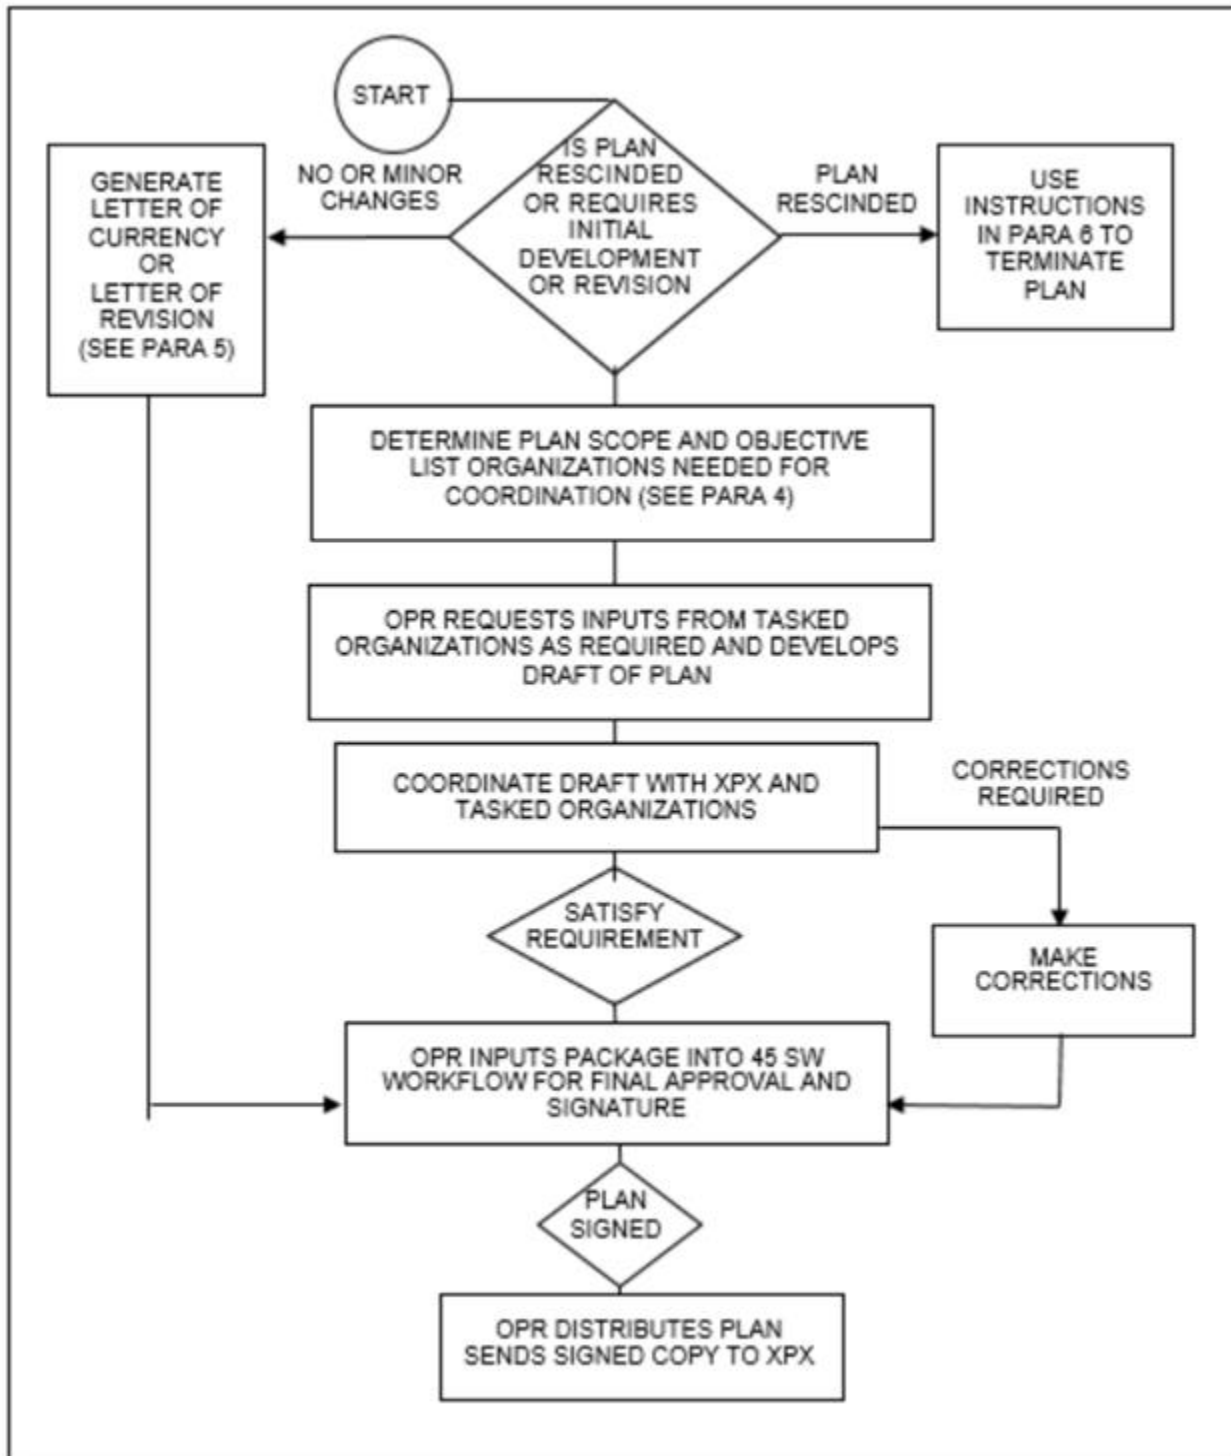 START
IS PLAN
RESCINDED
OR REQUIRES
INITIAL
DEVELOPMENT
OR REVISION
NO OR MINOR
CHANGES
GENERATE
LETTER OF
CURRENCY
OR
LETTER OF
REVISION
(SEE PARA 5)
PLAN
RESCINDED
USE
INSTRUCTIONS
IN PARA 6 TO
TERMINATE
PLAN
DETERMINE PLAN SCOPE AND OBJECTIVE
LIST ORGANIZATIONS NEEDED FOR
COORDINATION (SEE PARA 4)
OPR REQUESTS INPUTS FROM TASKED
ORGANIZATIONS AS REQUIRED AND DEVELOPS
DRAFT OF PLAN
COORDINATE DRAFT WITH XPX AND
TASKED ORGANIZATIONS
CORRECTIONS
REQUIRED
SATISFY
REQUIREMENT
MAKE
CORRECTIONS
OPR INPUTS PACKAGE INTO 45 SW
WORKFLOW FOR FINAL APPROVAL AND
SIGNATURE
PLAN
SIGNED
OPR DISTRIBUTES PLAN
SENDS SIGNED COPY TO XPX